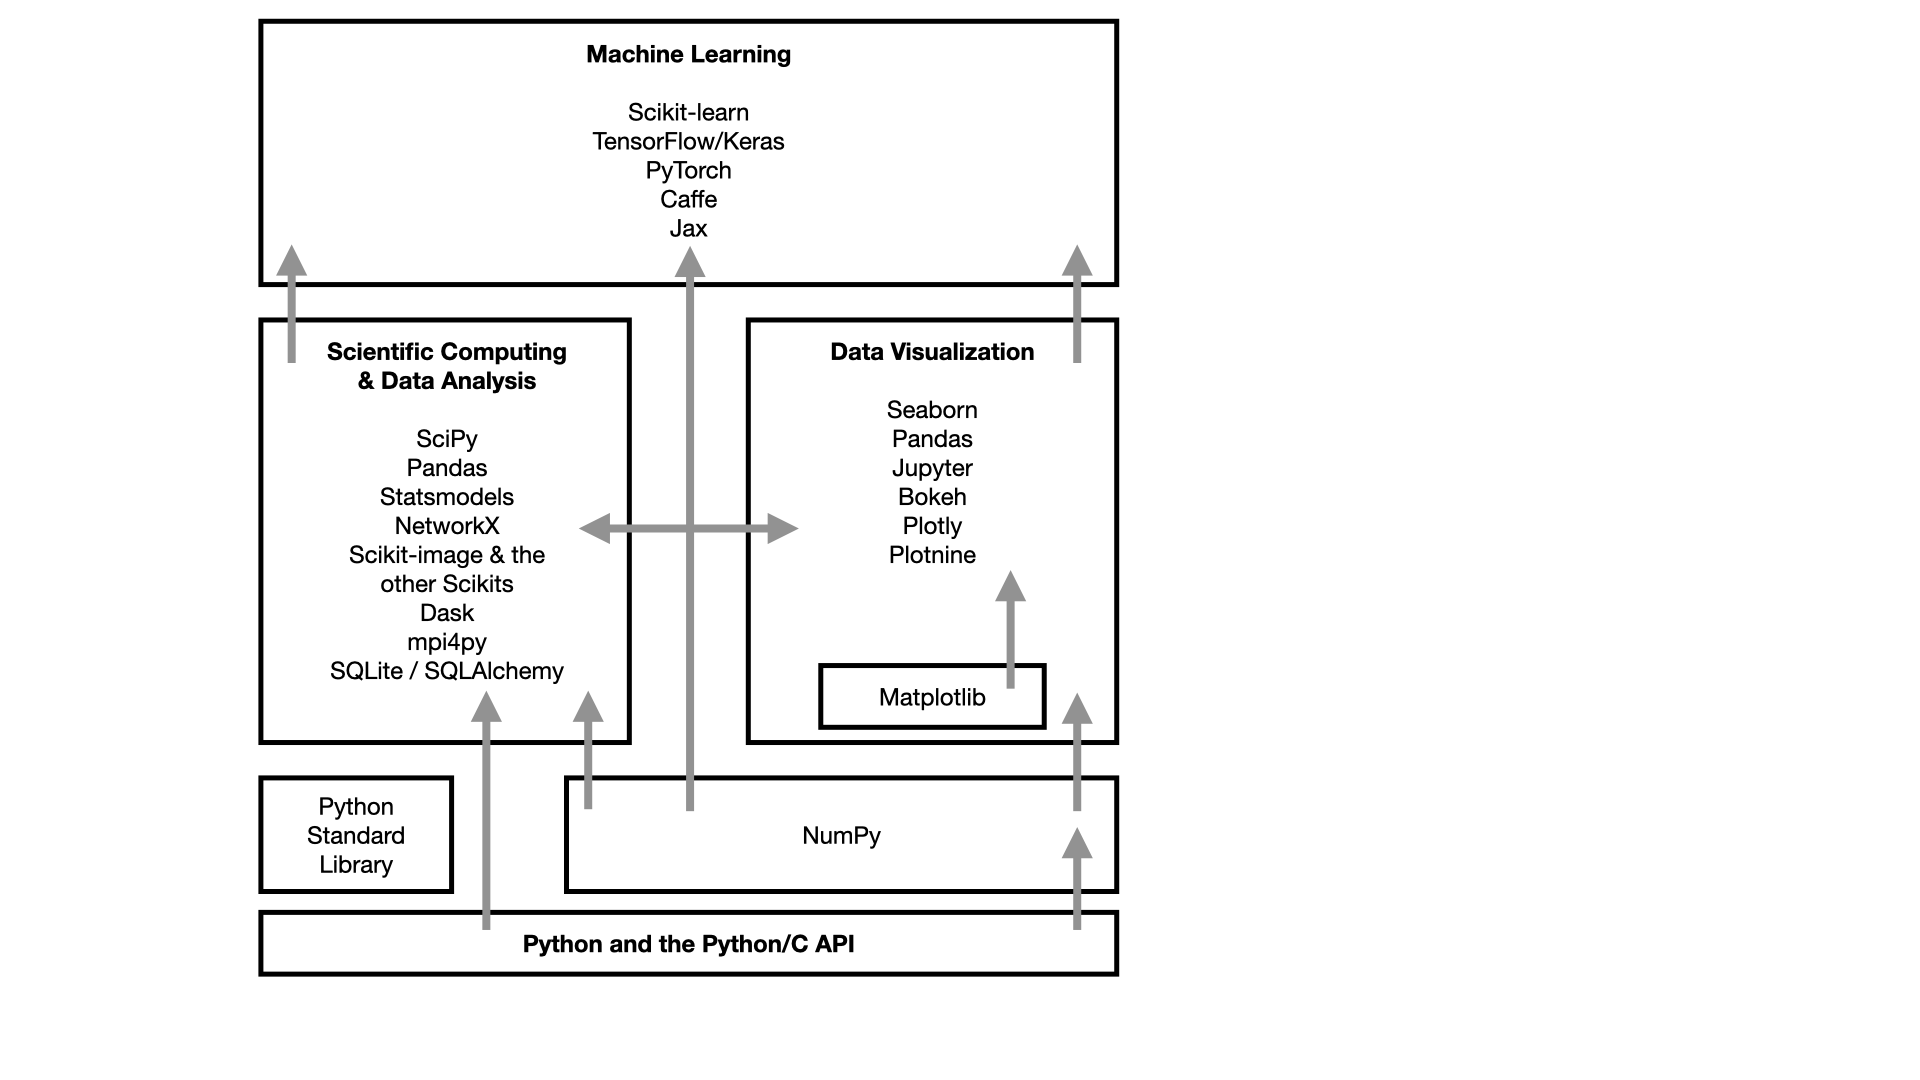 Machine Learning
Scikit-learn
TensorFlow/Keras
PyTorch
Caffe
Jax
Scientific Computing
& Data Analysis
SciPy
Pandas
Statsmodels
NetworkX
Scikit-image & the
other Scikits
Dask
mpi4py
SQLite / SQLAlchemy
Data Visualization
Seaborn
Pandas
Jupyter
Bokeh
Plotly
Plotnine
Matplotlib
Python
Standard
Library
NumPy
Python and the Python/C API